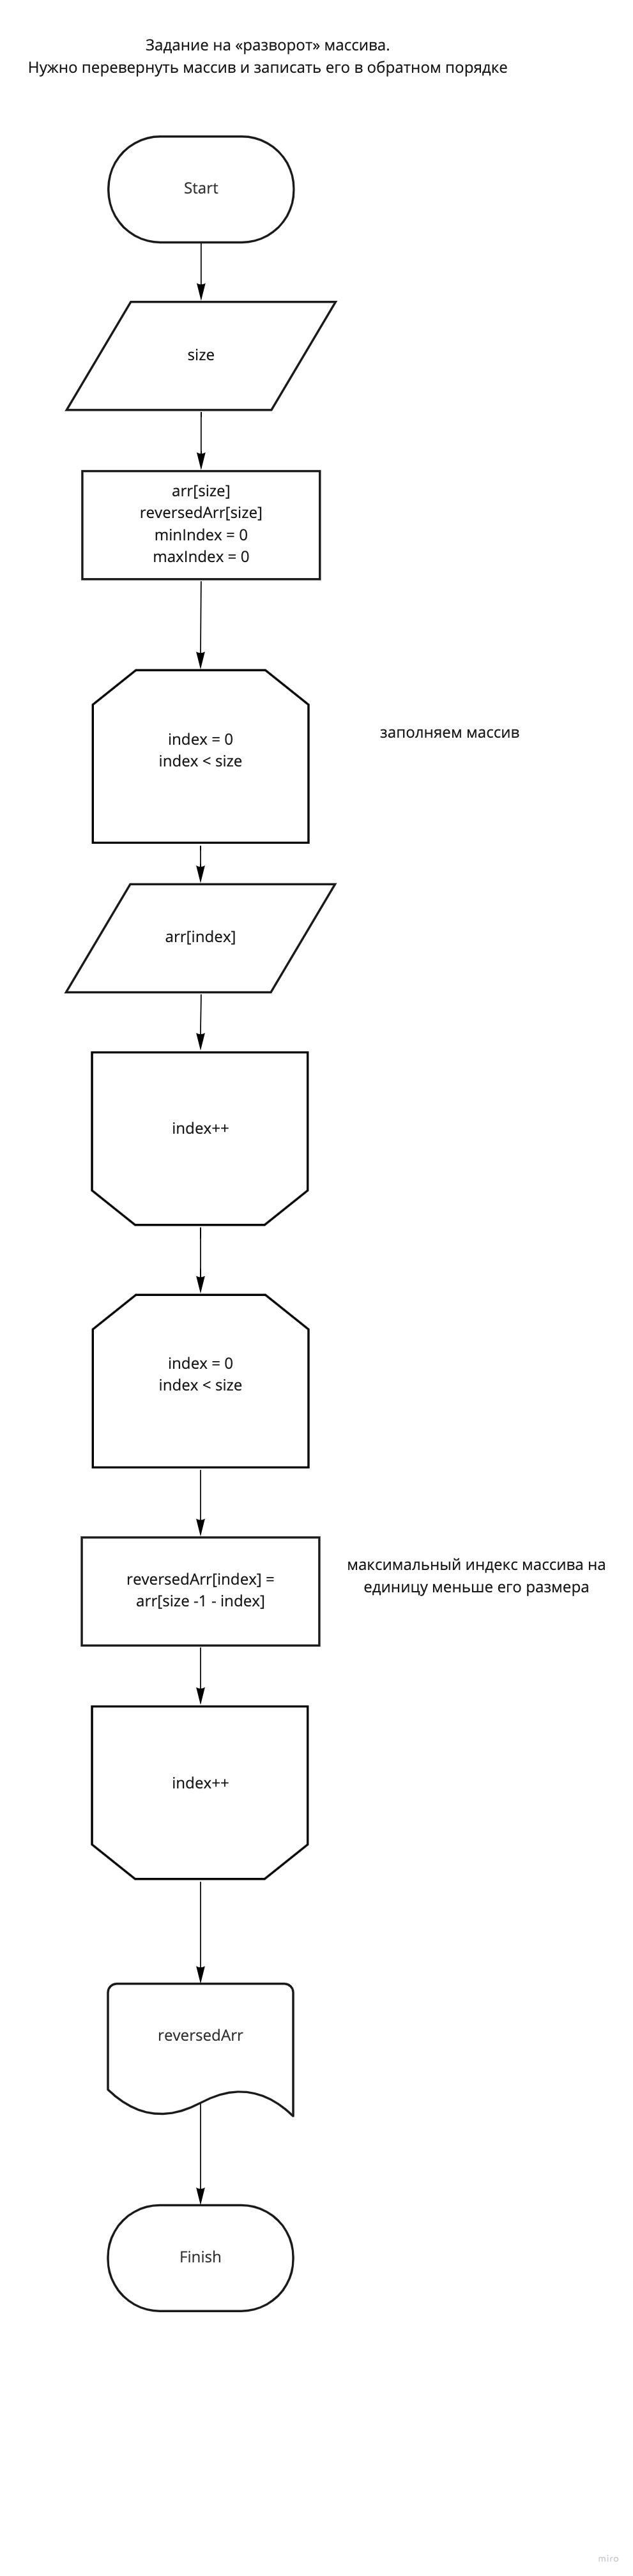 Задание на «разворот» массива.
Нужно перевернуть массив и записать его в обратном порядке
Start
size
arr[size]
reversedArr[size]
minIndex = 0
maxIndex = 0
index = 0
index < size
заполняем массив
arr[index]
index++
index = 0
index < size
reversedArr[index] =
arr[size -1 - index]
максимальный индекс массива на
единицу меньше его размера
index++
reversedArr
Finish
miro